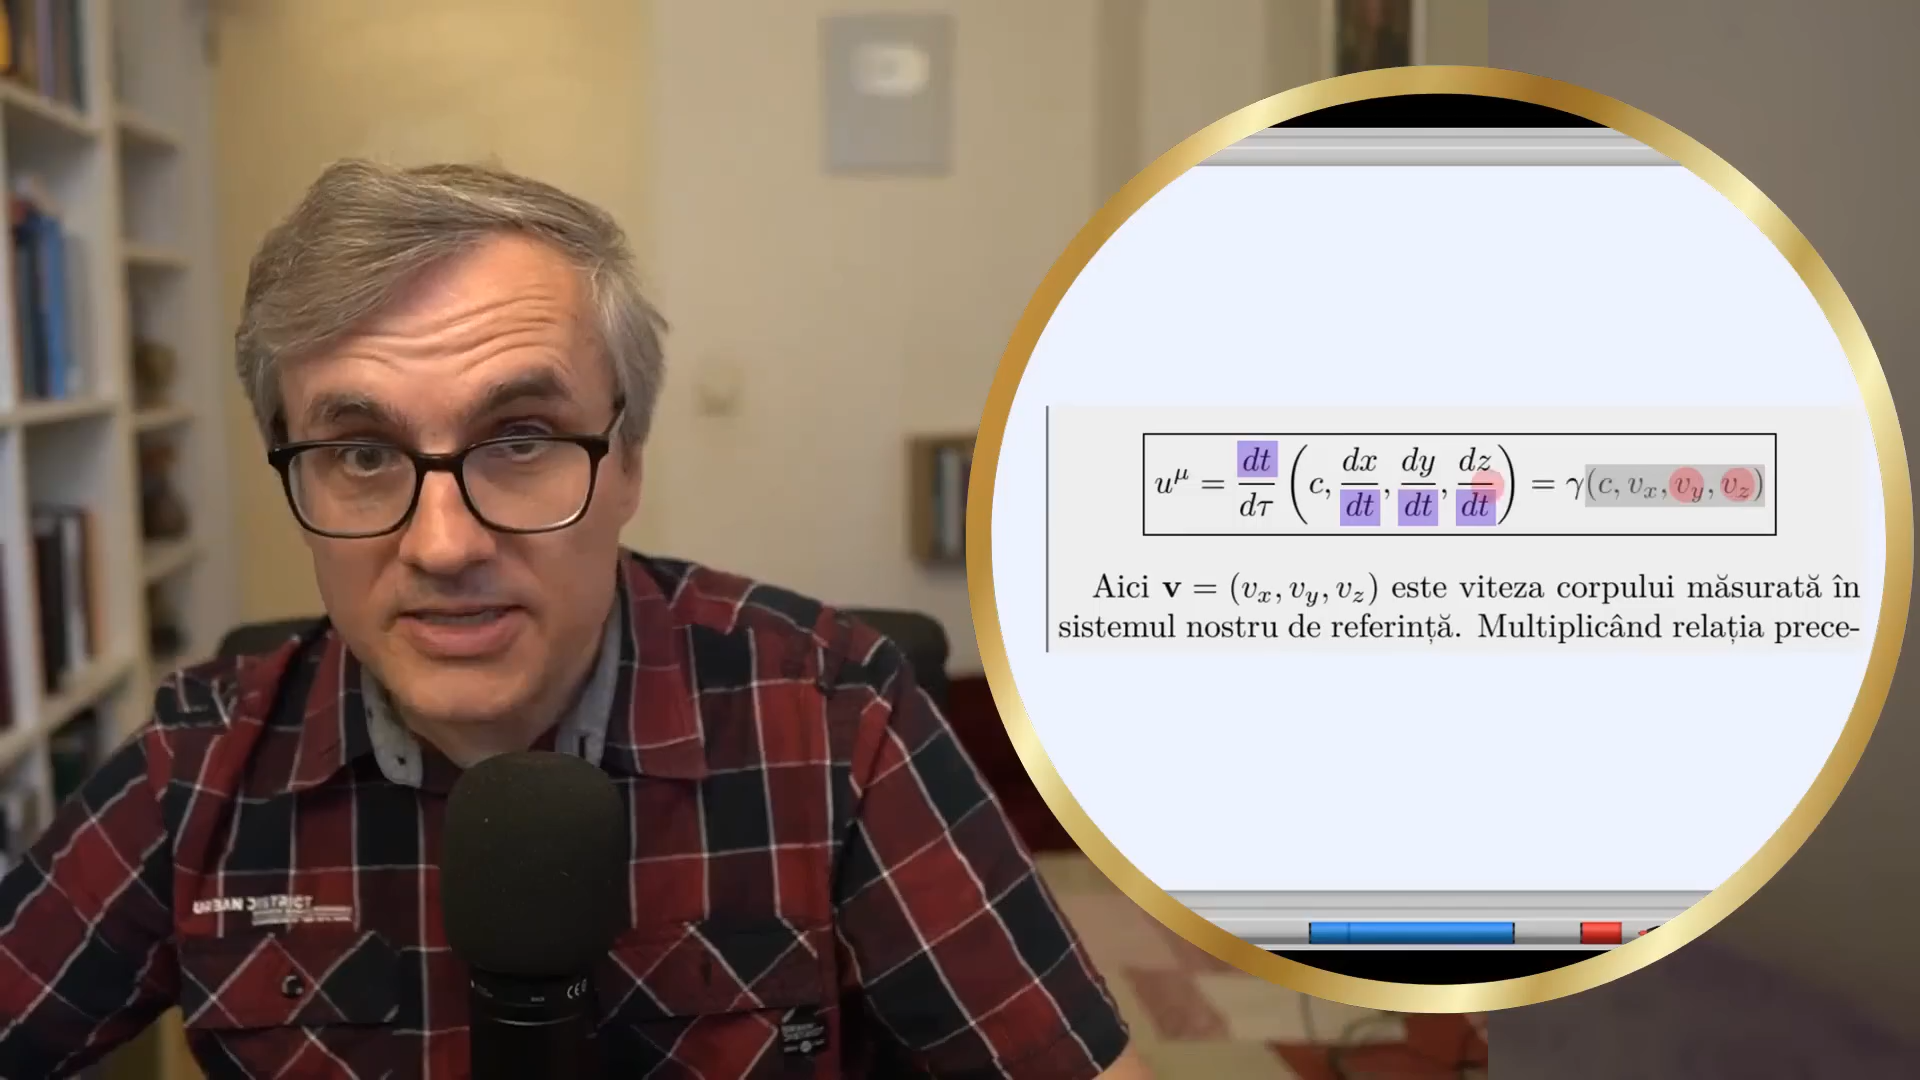 u^μ = dt/dτ (c, dx/dt, dy/dt, dz/dt) = γ(c, v_x, v_y, v_z)
Aici v = (v_x, v_y, v_z) este viteza corpului măsurată în
sistemul nostru de referință. Multiplicând relația prece-
URBAN DISTRICT
CE